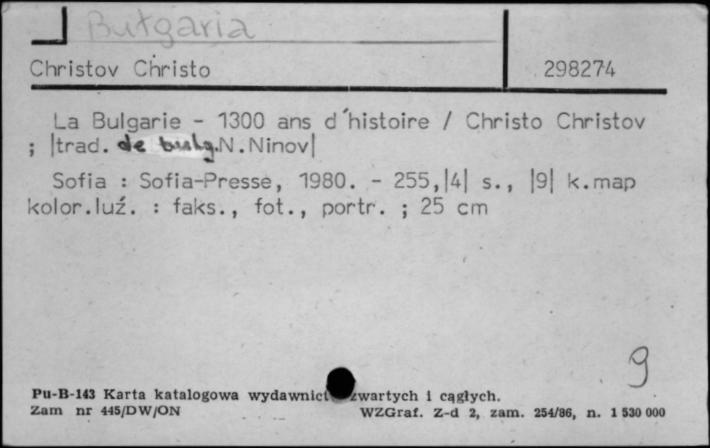 Bułgaria
Christov Christo 298274
La Bulgarie - 1300 ans d'histoire / Christo Christov
; |trad. de bulg.N.Ninov|
Sofia : Sofia-Presse, 1980. - 255,|4| s., |9| k.map
kolor.luź. : faks., fot., portr. ; 25 cm
9
Pu-B-143 Karta katalogowa wydawnict zwartych i ciągłych.
Zam nr 445/DW/ON WZGraf. Z-d 2, zam. 254/86, n. 1 530 000